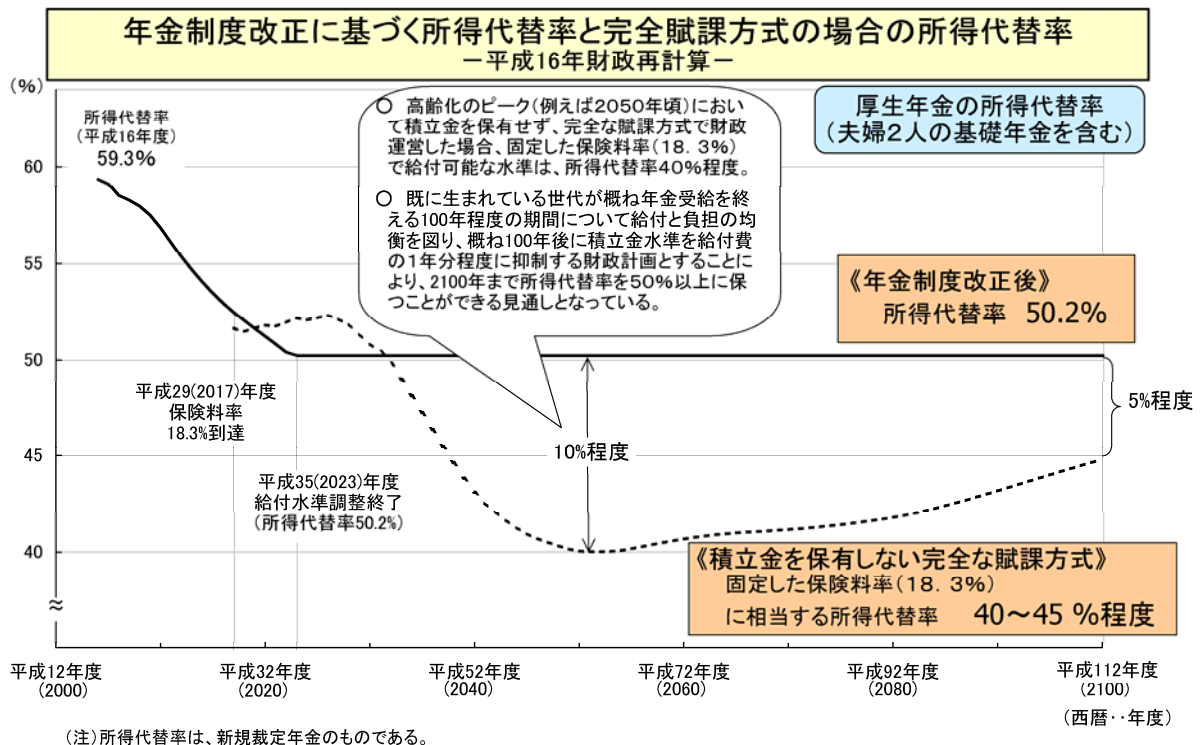 年金制度改正に基づく所得代替率と完全賦課方式の場合の所得代替率
－平成16年財政再計算－
(%)
所得代替率
(平成16年度)
59.3%
○　高齢化のピーク(例えば2050年頃)におい
て積立金を保有せず、完全な賦課方式で財政
運営した場合、固定した保険料率(18．3%)
で給付可能な水準は、所得代替率40%程度。
○　既に生まれている世代が概ね年金受給を終
える100年程度の期間について給付と負担の均
衡を図り、概ね100年後に積立金水準を給付費
の1年分程度に抑制する財政計画とすることに
より、2100年まで所得代替率を50%以上に保
つことができる見通しとなっている。
厚生年金の所得代替率
(夫婦2人の基礎年金を含む)
60
55
50
45
40
≈
《年金制度改正後》
所得代替率　50.2%
平成29(2017)年度
保険料率
18.3%到達
平成35(2023)年度
給付水準調整終了
(所得代替率50.2%)
10%程度
5%程度
《積立金を保有しない完全な賦課方式》
固定した保険料率(18．3%)
に相当する所得代替率　40～45 %程度
平成12年度
(2000)
平成32年度
(2020)
平成52年度
(2040)
平成72年度
(2060)
平成92年度
(2080)
平成112年度
(2100)
(西暦‥年度)
(注)所得代替率は、新規裁定年金のものである。